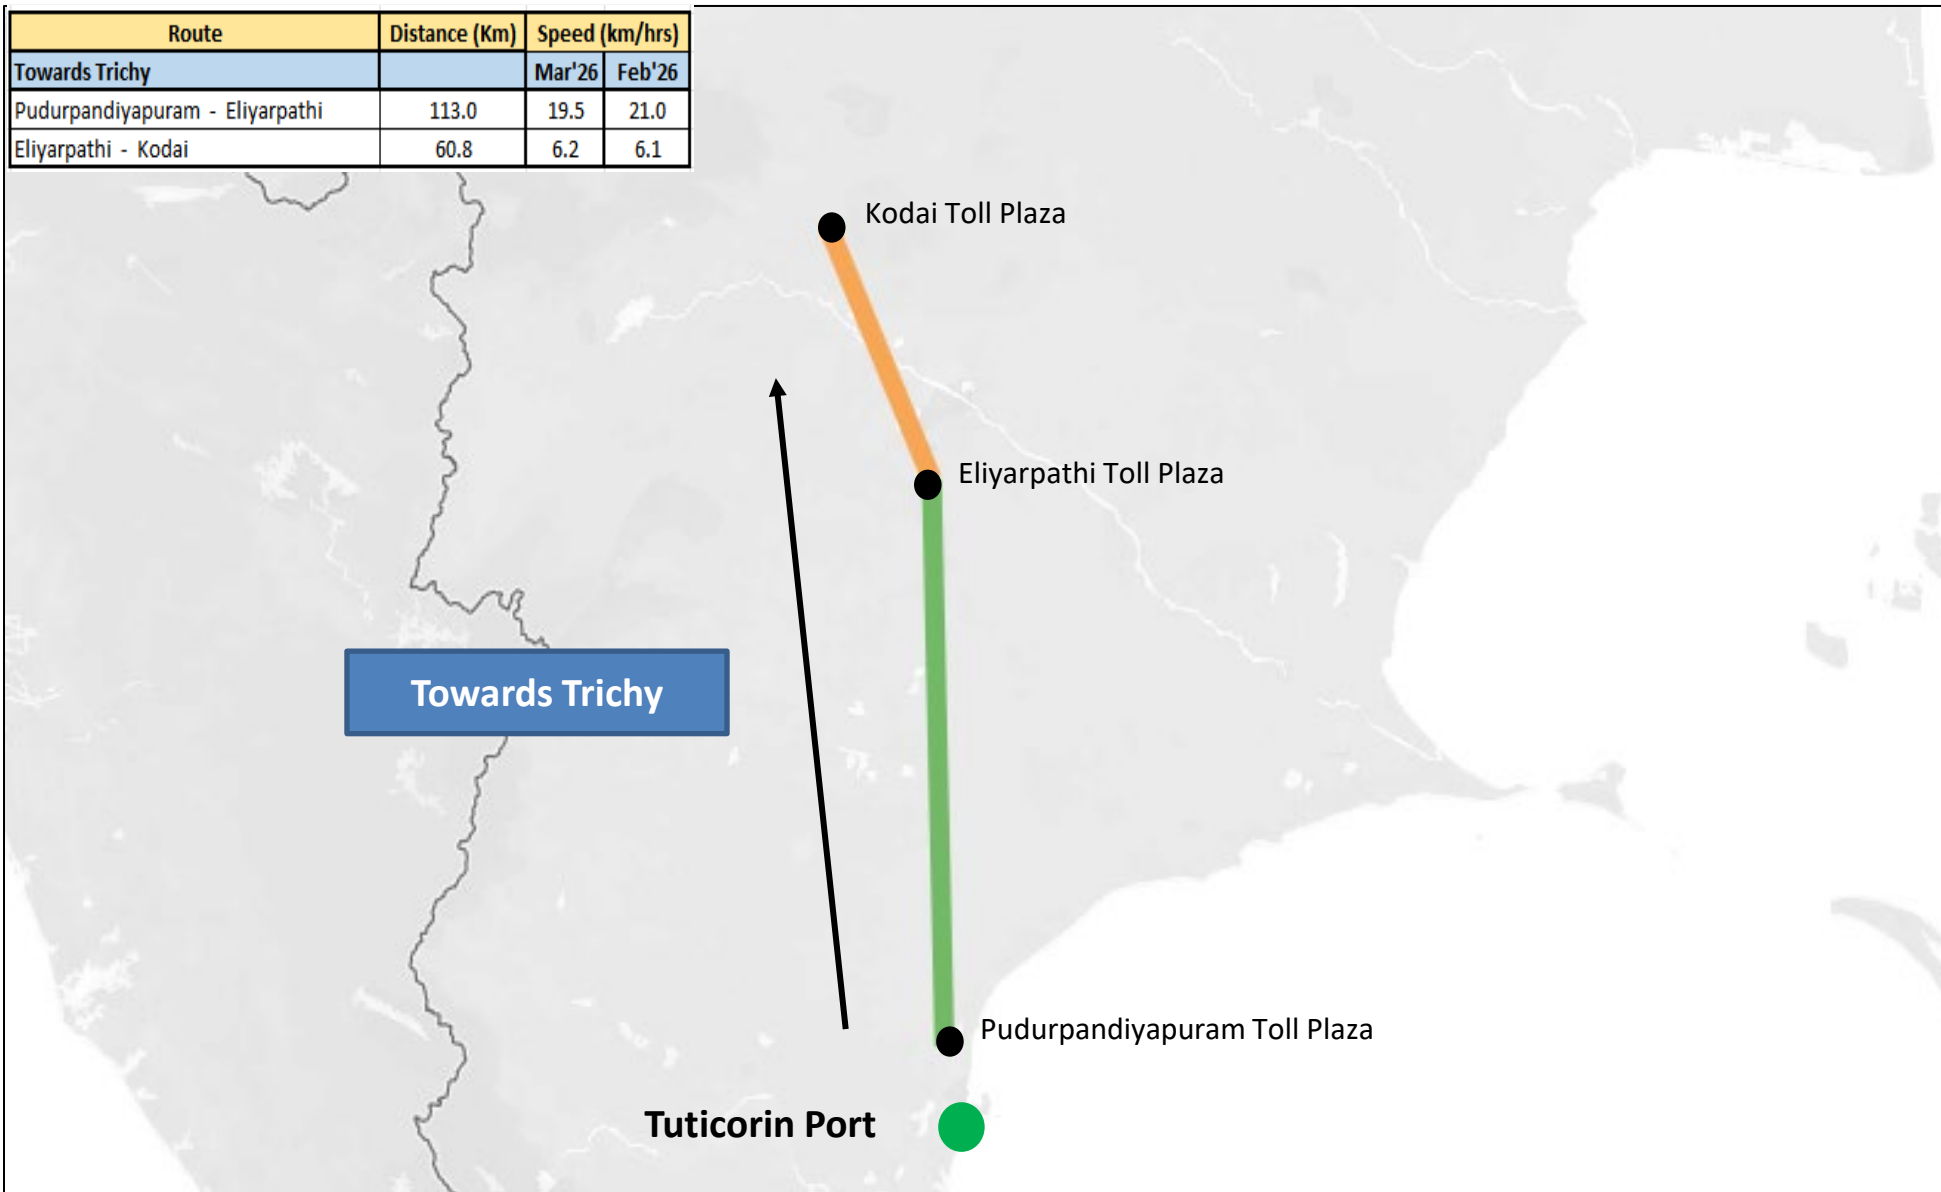 Route Distance (Km) Speed (km/hrs)
Towards Trichy Mar'26 Feb'26
Pudurpandiyapuram - Eliyarpathi 113.0 19.5 21.0
Eliyarpathi - Kodai 60.8 6.2 6.1
Kodai Toll Plaza
Eliyarpathi Toll Plaza
Towards Trichy
Pudurpandiyapuram Toll Plaza
Tuticorin Port